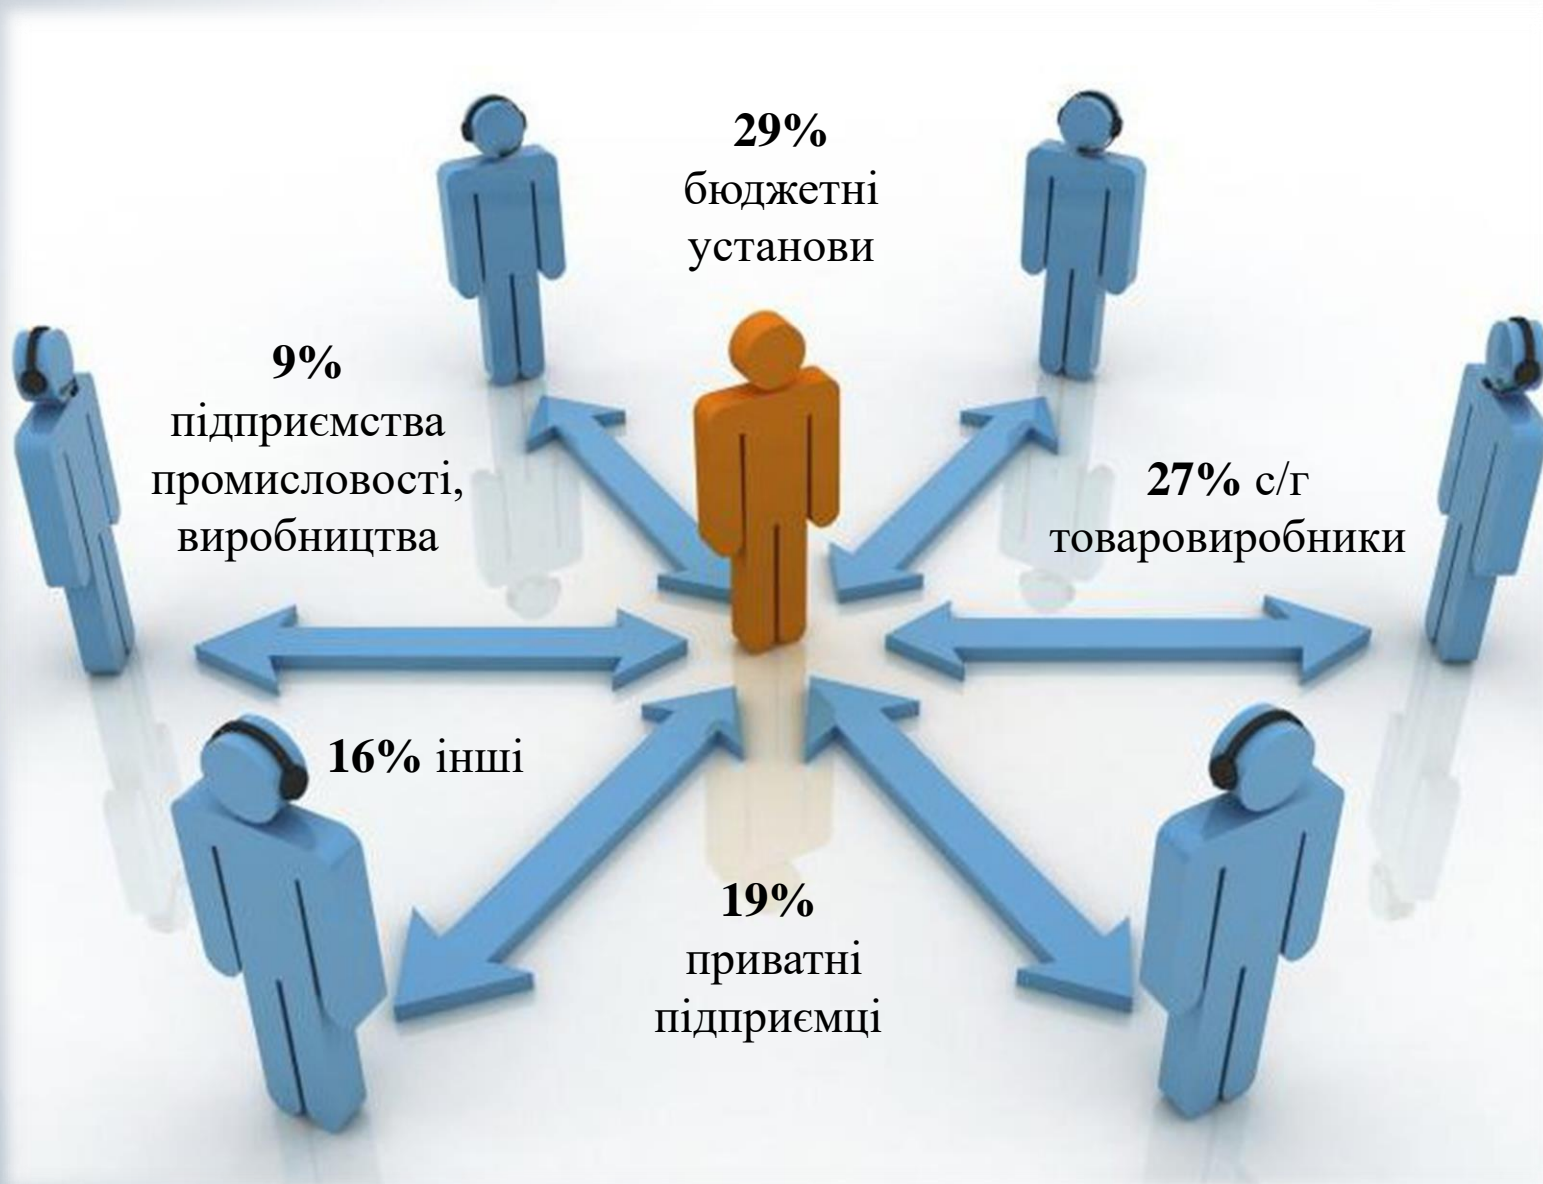 29%
бюджетні
установи
9%
підприємства
промисловості,
виробництва
27% с/г
товаровиробники
16% інші
19%
приватні
підприємці